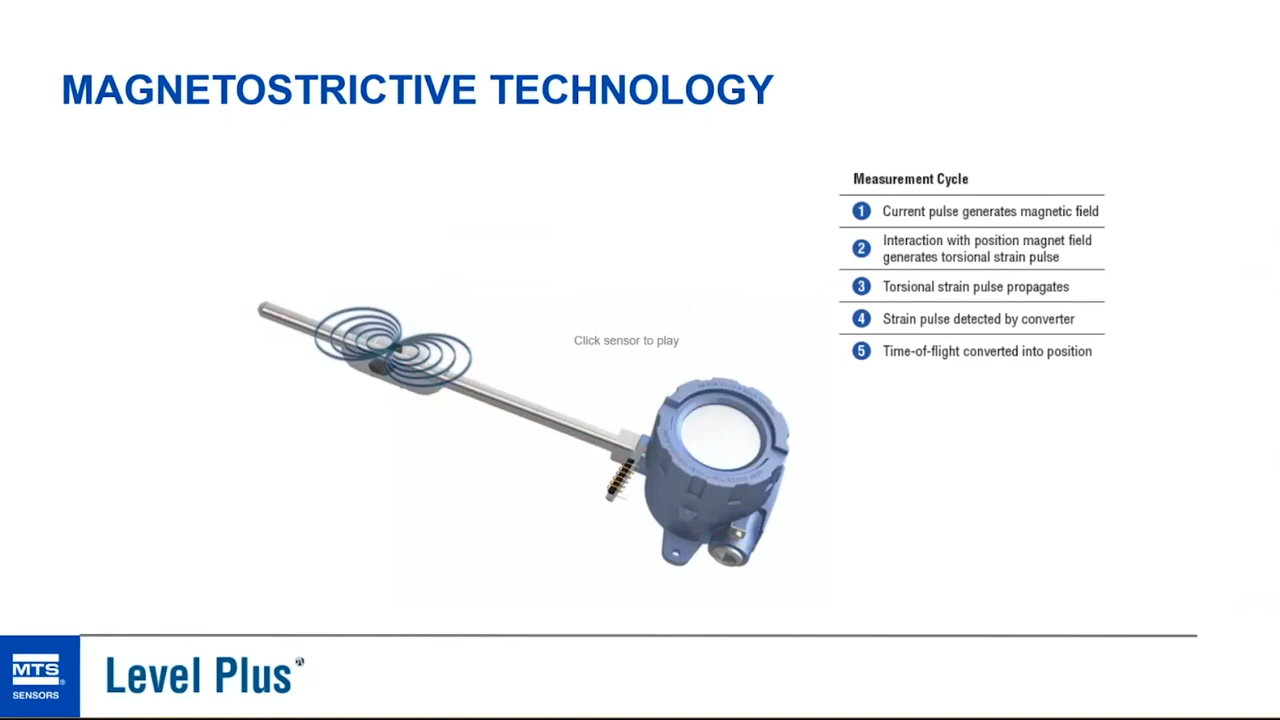 MAGNETOSTRICTIVE TECHNOLOGY
Measurement Cycle
1 Current pulse generates magnetic field
2 Interaction with position magnet field
generates torsional strain pulse
3 Torsional strain pulse propagates
4 Strain pulse detected by converter
5 Time-of-flight converted into position
Click sensor to play
MTS
SENSORS
Level Plus®